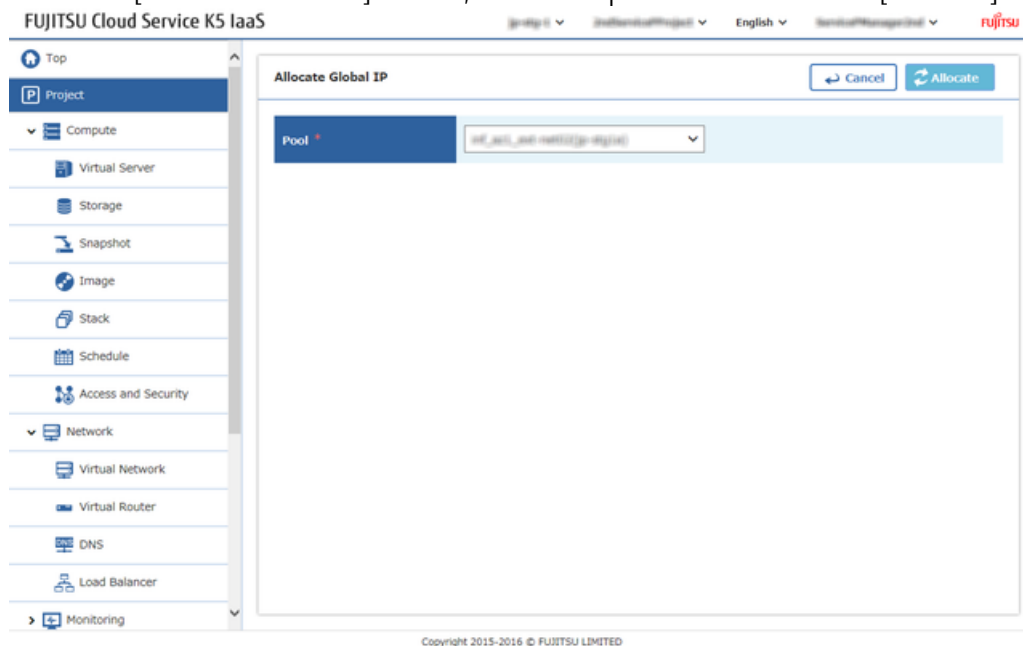 FUJITSU Cloud Service K5 IaaS
English
FUJITSU
Top
Project
Compute
Virtual Server
Storage
Snapshot
Image
Stack
Schedule
Access and Security
Network
Virtual Network
Virtual Router
DNS
Load Balancer
Monitoring
Allocate Global IP
Cancel
Allocate
Pool *
Copyright 2015-2016 © FUJITSU LIMITED